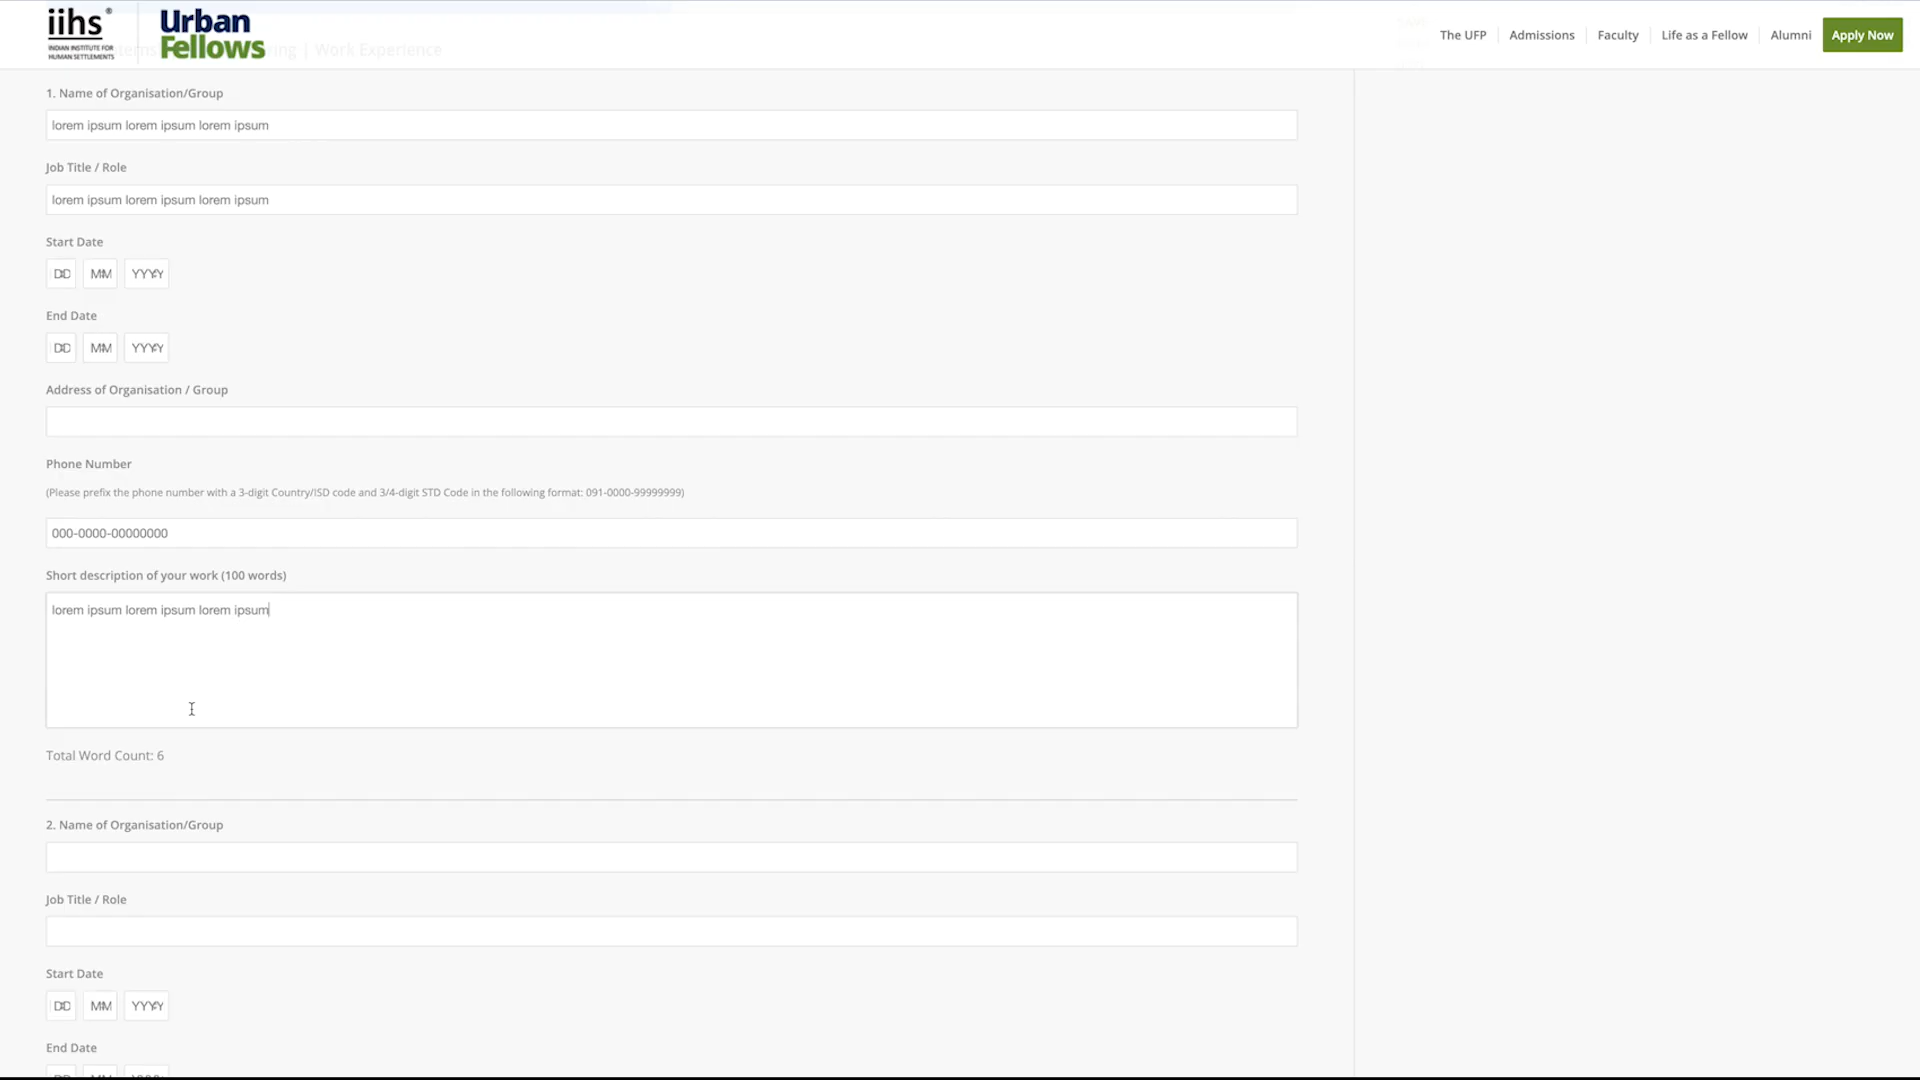 iihs®
INDIAN INSTITUTE FOR
HUMAN SETTLEMENTS
Urban
Fellows
| Work Experience
The UFP
Admissions
Faculty
Life as a Fellow
Alumni
Apply Now
1. Name of Organisation/Group
lorem ipsum lorem ipsum lorem ipsum
Job Title / Role
lorem ipsum lorem ipsum lorem ipsum
Start Date
DD MM YYYY
End Date
DD MM YYYY
Address of Organisation / Group
Phone Number
(Please prefix the phone number with a 3-digit Country/ISD code and 3/4-digit STD Code in the following format: 091-0000-99999999)
000-0000-00000000
Short description of your work (100 words)
lorem ipsum lorem ipsum lorem ipsum
Total Word Count: 6
2. Name of Organisation/Group
Job Title / Role
Start Date
DD MM YYYY
End Date